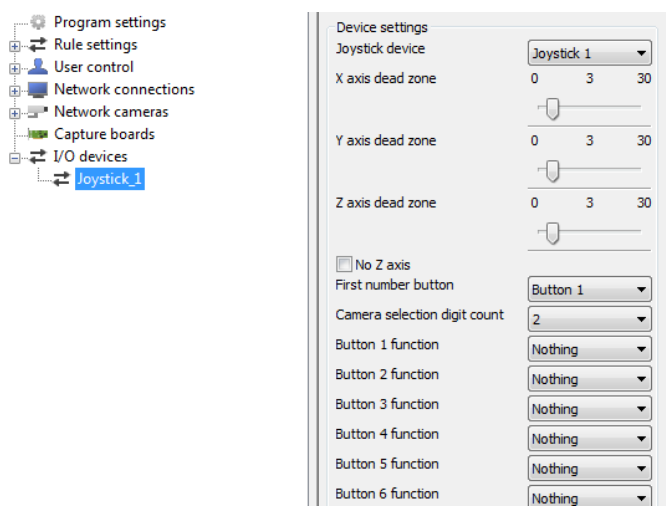 Program settings
Rule settings
User control
Network connections
Network cameras
Capture boards
I/O devices
Joystick_1
Device settings
Joystick device Joystick 1
X axis dead zone 0 3 30
Y axis dead zone 0 3 30
Z axis dead zone 0 3 30
No Z axis
First number button Button 1
Camera selection digit count 2
Button 1 function Nothing
Button 2 function Nothing
Button 3 function Nothing
Button 4 function Nothing
Button 5 function Nothing
Button 6 function Nothing